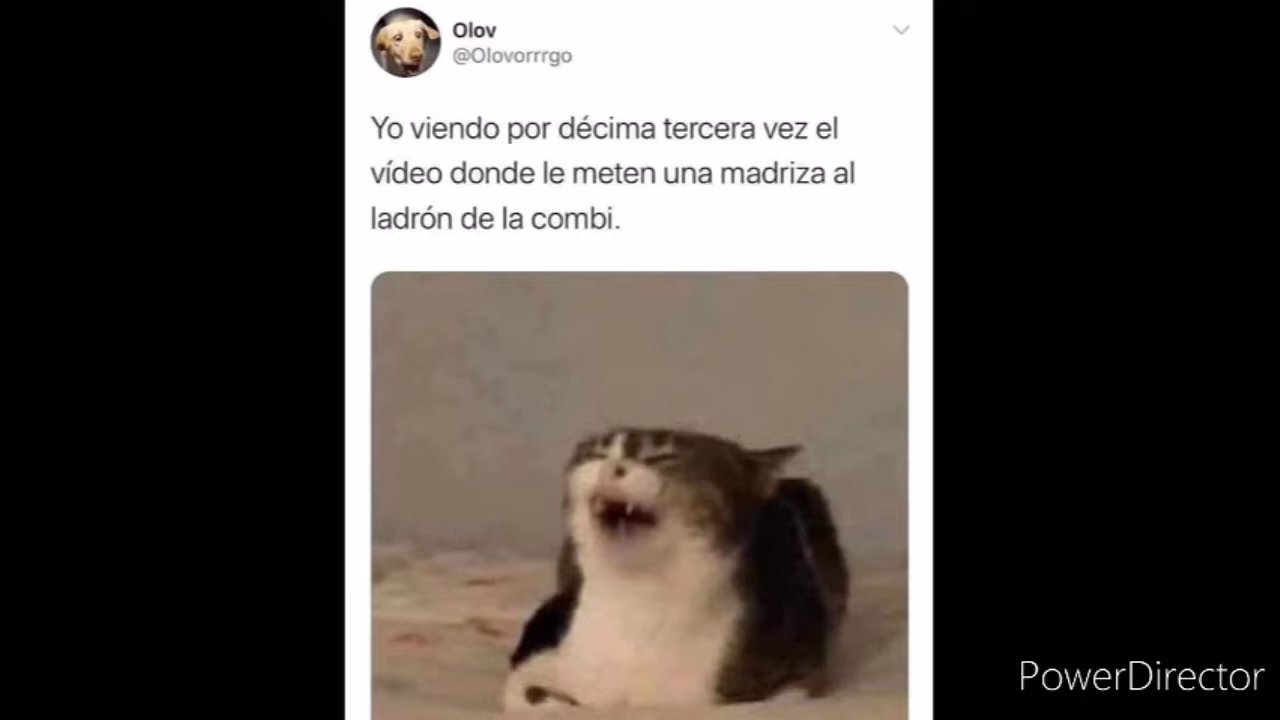 Olov
@Olovorrrgo
Yo viendo por décima tercera vez el
vídeo donde le meten una madriza al
ladrón de la combi.
PowerDirector